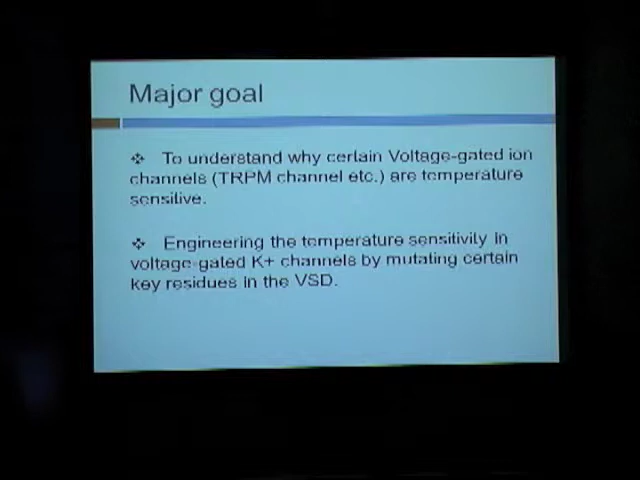 Major goal
❖ To understand why certain Voltage-gated ion
channels (TRPM channel etc.) are temperature
sensitive.
❖ Engineering the temperature sensitivity in
voltage-gated K+ channels by mutating certain
key residues in the VSD.